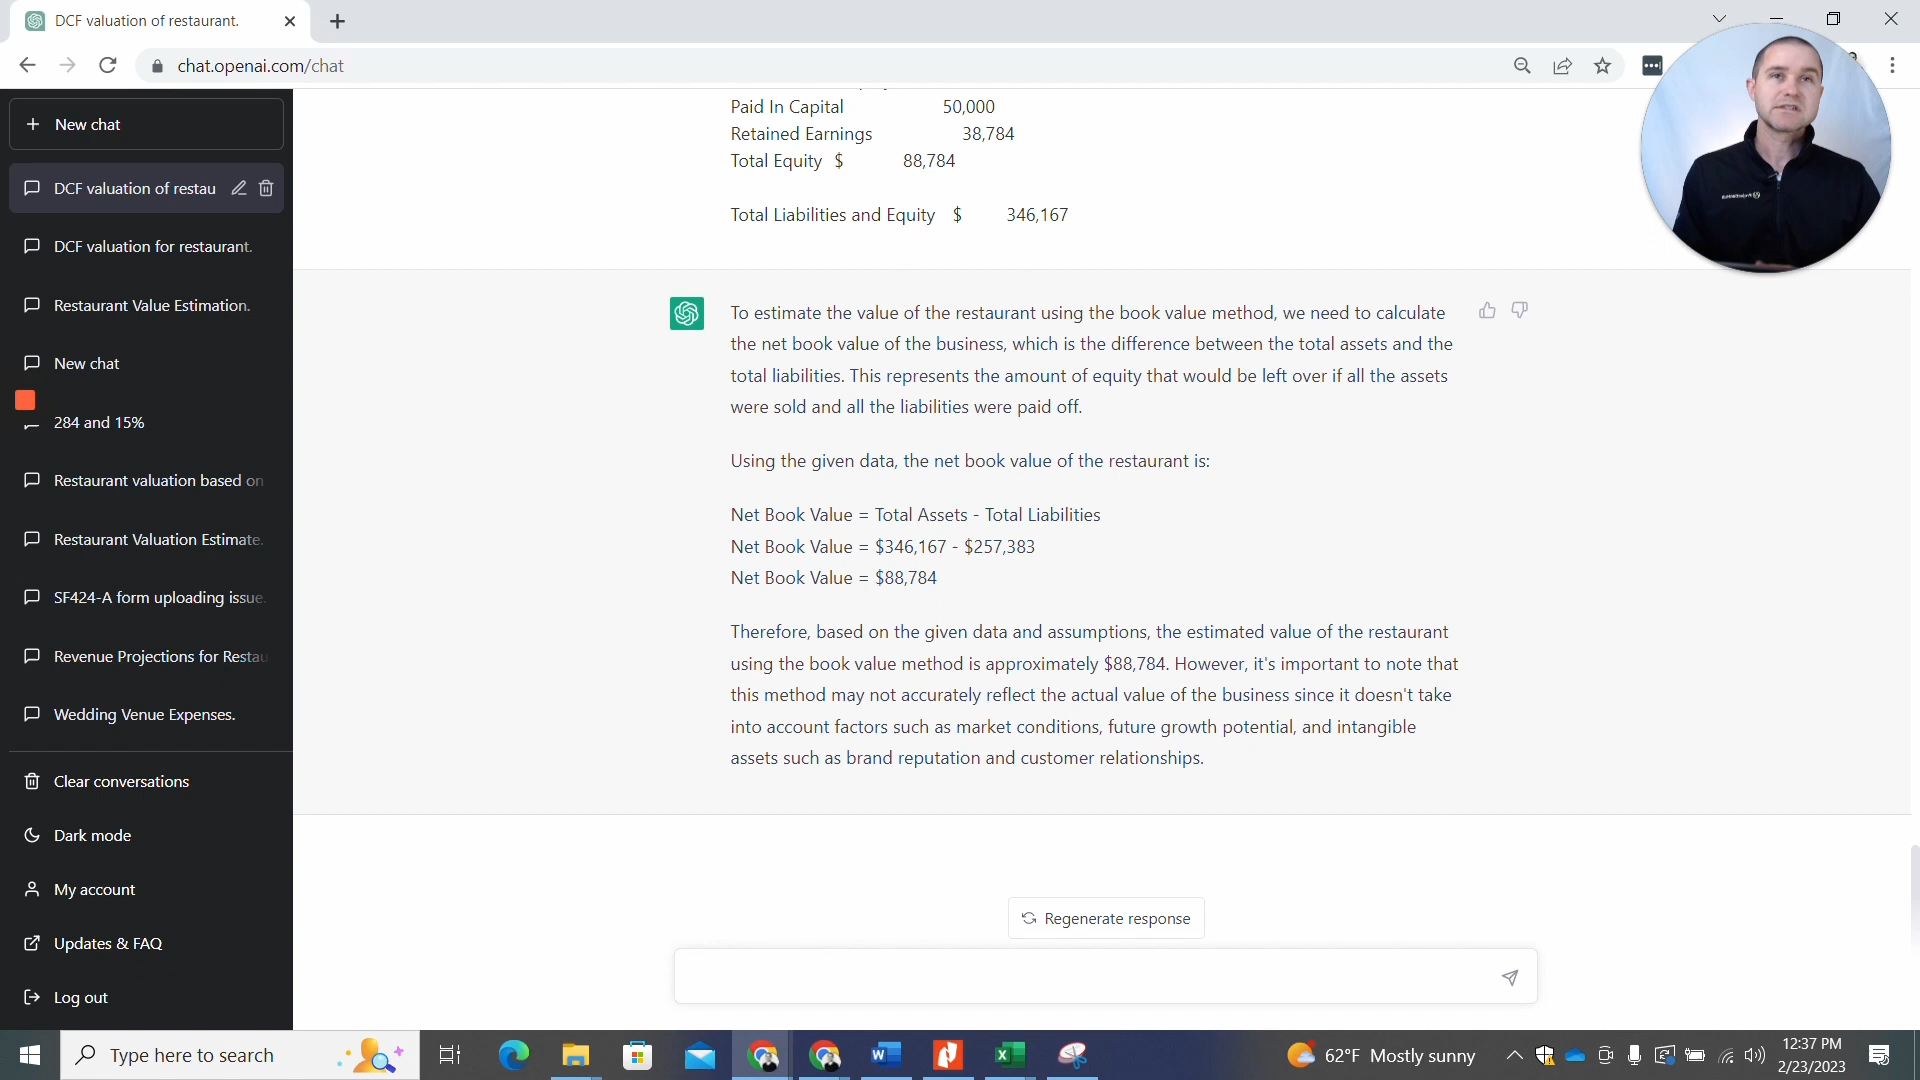 DCF valuation of restaurant.
chat.openai.com/chat
New chat
DCF valuation of restau
DCF valuation for restaurant.
Restaurant Value Estimation.
New chat
284 and 15%
Restaurant valuation based on
Restaurant Valuation Estimate.
SF424-A form uploading issue.
Revenue Projections for Restau
Wedding Venue Expenses.
Clear conversations
Dark mode
My account
Updates & FAQ
Log out
Paid In Capital 50,000
Retained Earnings 38,784
Total Equity $ 88,784
Total Liabilities and Equity $ 346,167
To estimate the value of the restaurant using the book value method, we need to calculate
the net book value of the business, which is the difference between the total assets and the
total liabilities. This represents the amount of equity that would be left over if all the assets
were sold and all the liabilities were paid off.
Using the given data, the net book value of the restaurant is:
Net Book Value = Total Assets - Total Liabilities
Net Book Value = $346,167 - $257,383
Net Book Value = $88,784
Therefore, based on the given data and assumptions, the estimated value of the restaurant
using the book value method is approximately $88,784. However, it's important to note that
this method may not accurately reflect the actual value of the business since it doesn't take
into account factors such as market conditions, future growth potential, and intangible
assets such as brand reputation and customer relationships.
Regenerate response
Type here to search
62°F Mostly sunny
12:37 PM
2/23/2023